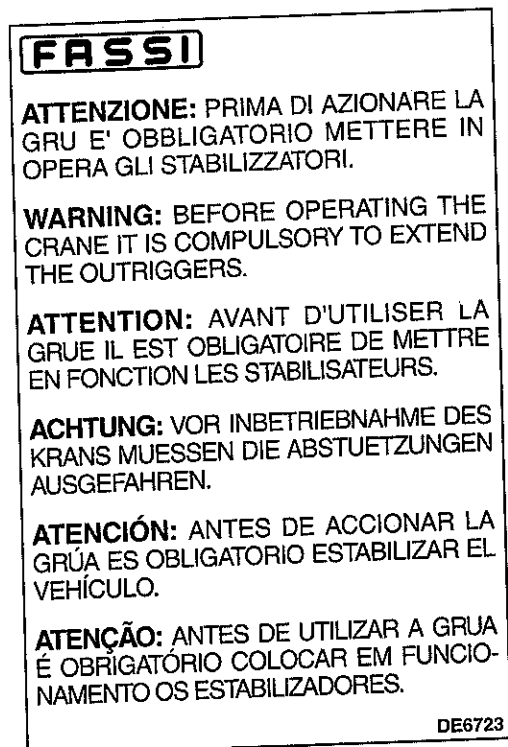 FASSI
ATTENZIONE: PRIMA DI AZIONARE LA
GRU E' OBBLIGATORIO METTERE IN
OPERA GLI STABILIZZATORI.
WARNING: BEFORE OPERATING THE
CRANE IT IS COMPULSORY TO EXTEND
THE OUTRIGGERS.
ATTENTION: AVANT D'UTILISER LA
GRUE IL EST OBLIGATOIRE DE METTRE
EN FONCTION LES STABILISATEURS.
ACHTUNG: VOR INBETRIEBNAHME DES
KRANS MUESSEN DIE ABSTUETZUNGEN
AUSGEFAHREN.
ATENCIÓN: ANTES DE ACCIONAR LA
GRÚA ES OBLIGATORIO ESTABILIZAR EL
VEHÍCULO.
ATENÇÃO: ANTES DE UTILIZAR A GRUA
É OBRIGATÓRIO COLOCAR EM FUNCIO-
NAMENTO OS ESTABILIZADORES.
DE6723